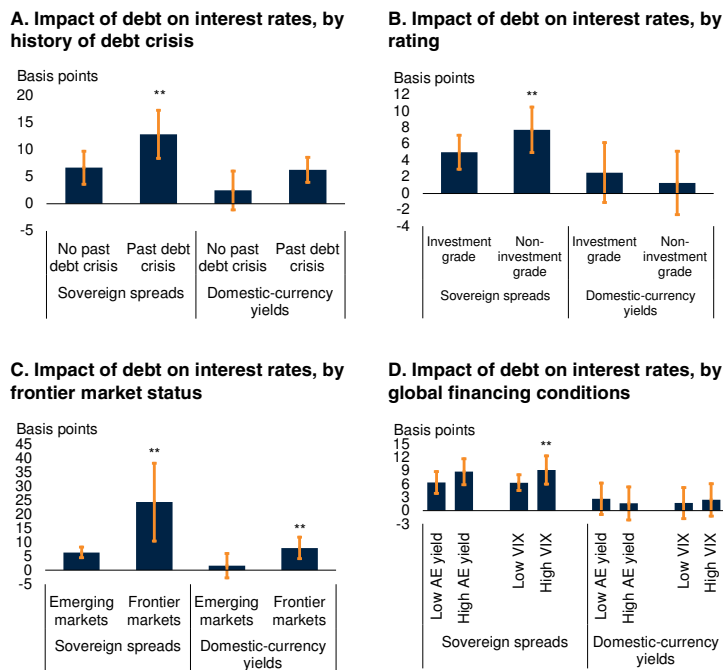 A. Impact of debt on interest rates, by
history of debt crisis
Basis points
20
15
10
5
0
-5
**
No past
debt crisis
Past debt
crisis
No past
debt crisis
Past debt
crisis
Sovereign spreads
Domestic-currency
yields
B. Impact of debt on interest rates, by
rating
Basis points
12
10
8
6
4
2
0
-2
-4
**
Investment
grade
Non-
investment
grade
Investment
grade
Non-
investment
grade
Sovereign spreads
Domestic-currency
yields
C. Impact of debt on interest rates, by
frontier market status
Basis points
45
40
35
30
25
20
15
10
5
0
-5
**
**
Emerging
markets
Frontier
markets
Emerging
markets
Frontier
markets
Sovereign spreads
Domestic-currency
yields
D. Impact of debt on interest rates, by
global financing conditions
Basis points
15
12
9
6
3
0
-3
**
Low AE yield
High AE yield
Low VIX
High VIX
Low AE yield
High AE yield
Low VIX
High VIX
Sovereign spreads
Domestic-currency
yields